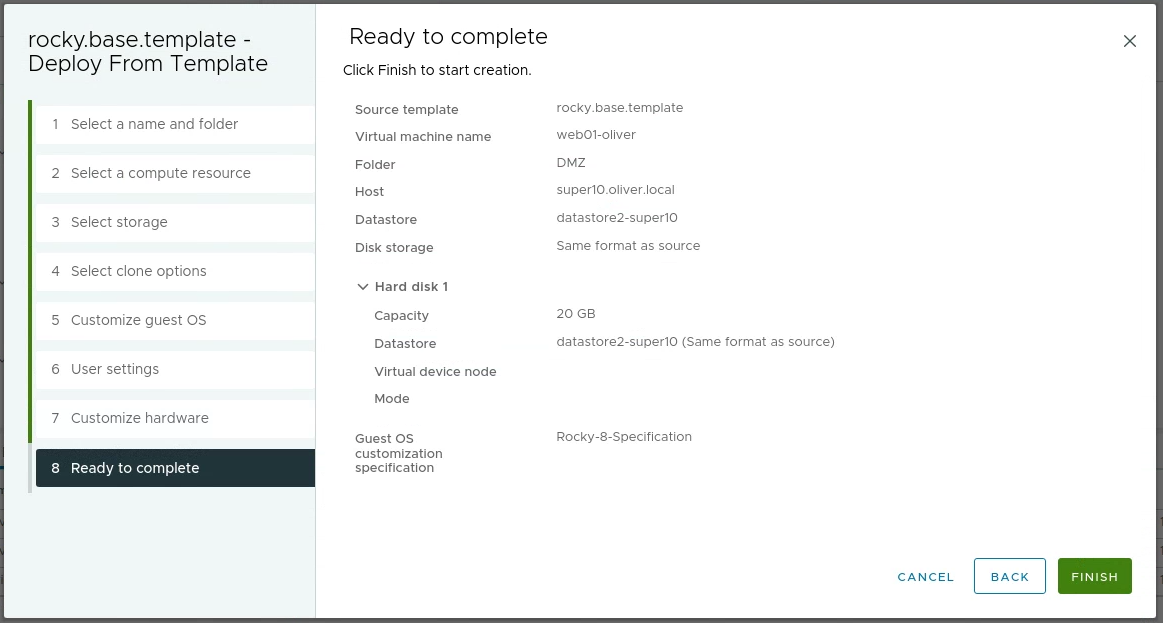 rocky.base.template -
Deploy From Template
1 Select a name and folder
2 Select a compute resource
3 Select storage
4 Select clone options
5 Customize guest OS
6 User settings
7 Customize hardware
8 Ready to complete
Ready to complete
Click Finish to start creation.
Source template rocky.base.template
Virtual machine name web01-oliver
Folder DMZ
Host super10.oliver.local
Datastore datastore2-super10
Disk storage Same format as source
Hard disk 1
Capacity 20 GB
Datastore datastore2-super10 (Same format as source)
Virtual device node
Mode
Guest OS Rocky-8-Specification
customization
specification
CANCEL BACK FINISH